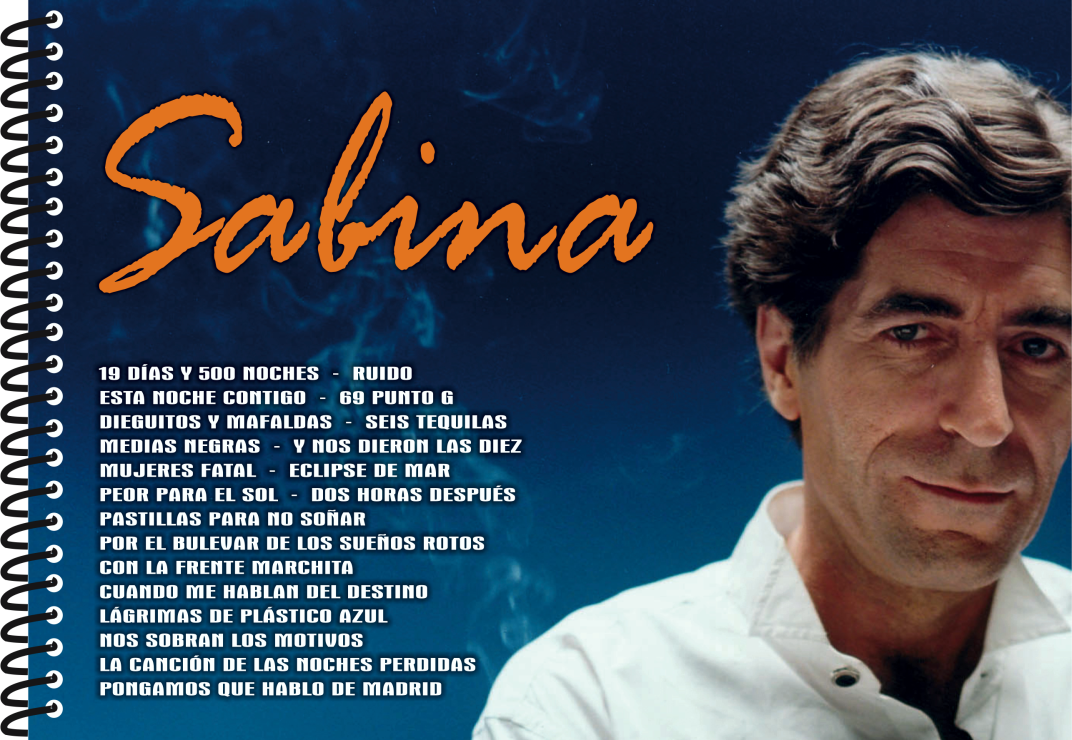 Sabina
19 DÍAS Y 500 NOCHES - RUIDO
ESTA NOCHE CONTIGO - 69 PUNTO G
DIEGUITOS Y MAFALDAS - SEIS TEQUILAS
MEDIAS NEGRAS - Y NOS DIERON LAS DIEZ
MUJERES FATAL - ECLIPSE DE MAR
PEOR PARA EL SOL - DOS HORAS DESPUÉS
PASTILLAS PARA NO SOÑAR
POR EL BULEVAR DE LOS SUEÑOS ROTOS
CON LA FRENTE MARCHITA
CUANDO ME HABLAN DEL DESTINO
LÁGRIMAS DE PLÁSTICO AZUL
NOS SOBRAN LOS MOTIVOS
LA CANCIÓN DE LAS NOCHES PERDIDAS
PONGAMOS QUE HABLO DE MADRID